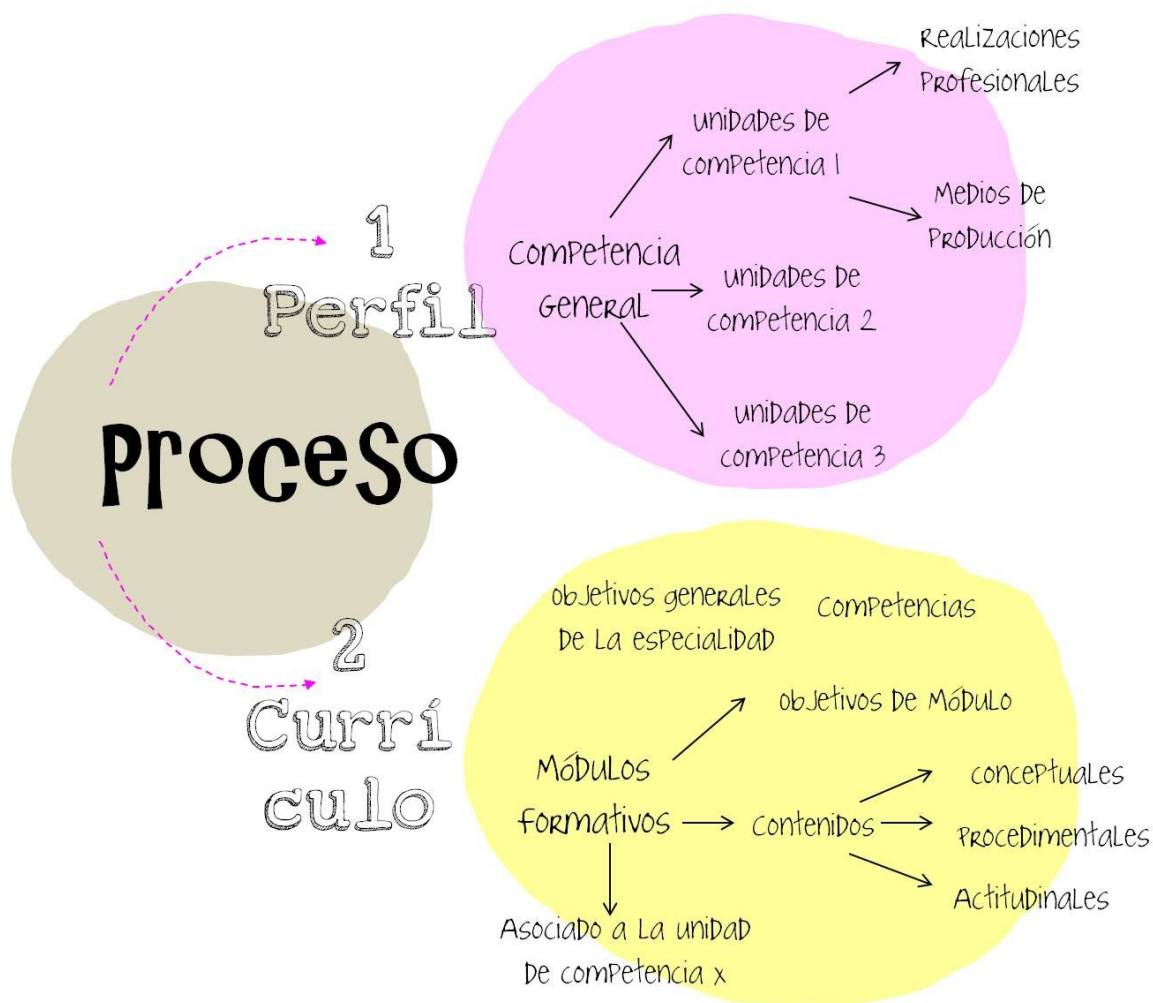 Proceso
1
Perfil
Competencia
General
Unidades de
competencia 1
Realizaciones
Profesionales
Medios de
Producción
Unidades de
competencia 2
Unidades de
competencia 3
2
Currí
culo
Objetivos generales
de la especialidad
Competencias
Módulos
Formativos
Objetivos de Módulo
Contenidos
Conceptuales
Procedimentales
Actitudinales
Asociado a la unidad
de competencia x